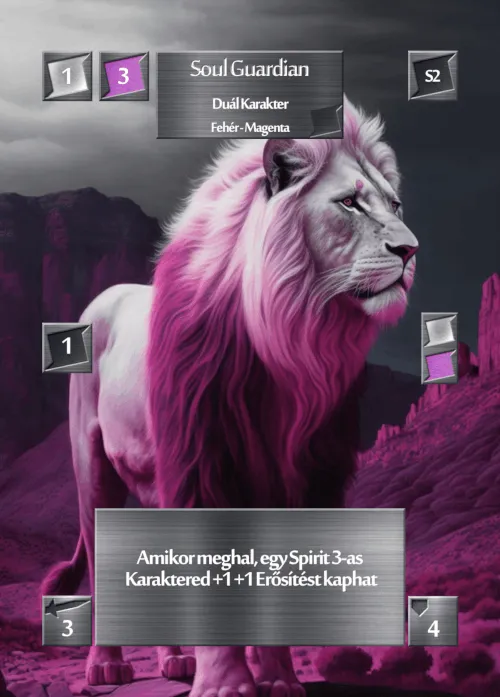 1 3 Soul Guardian S2
Duál Karakter
Fehér - Magenta
1
Amikor meghal, egy Spirit 3-as
Karaktered +1 +1 Erősítést kaphat
3 4